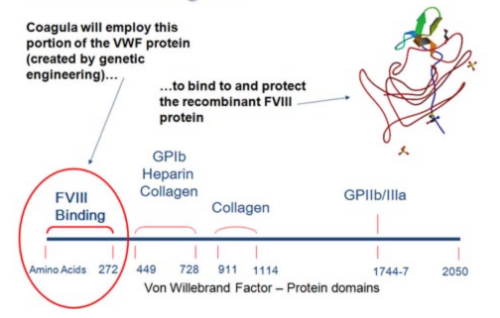 Coagula will employ this
portion of the VWF protein
(created by genetic
engineering)…
…to bind to and protect
the recombinant FVIII
protein
GPIb
Heparin
Collagen
FVIII
Binding
Collagen
GPIIb/IIIa
Amino Acids 272 449 728 911 1114 1744-7 2050
Von Willebrand Factor – Protein domains